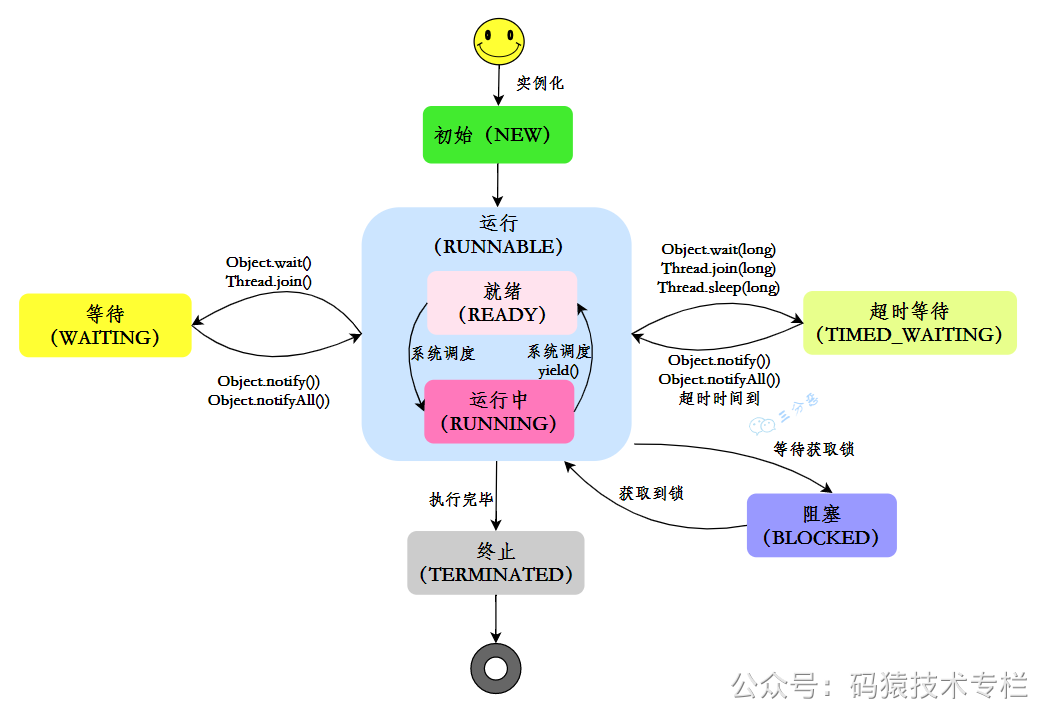 实例化
初始（NEW）
运行
（RUNNABLE）
Object.wait()
Thread.join()
等待
（WAITING）
Object.notify())
Object.notifyAll())
就绪
（READY）
系统调度
系统调度
yield()
运行中
（RUNNING）
Object.wait(long)
Thread.join(long)
Thread.sleep(long)
超时等待
（TIMED_WAITING）
Object.notify())
Object.notifyAll())
超时时间到
三分恶
等待获取锁
获取到锁
阻塞
（BLOCKED）
执行完毕
终止
（TERMINATED）
公众号：码猿技术专栏